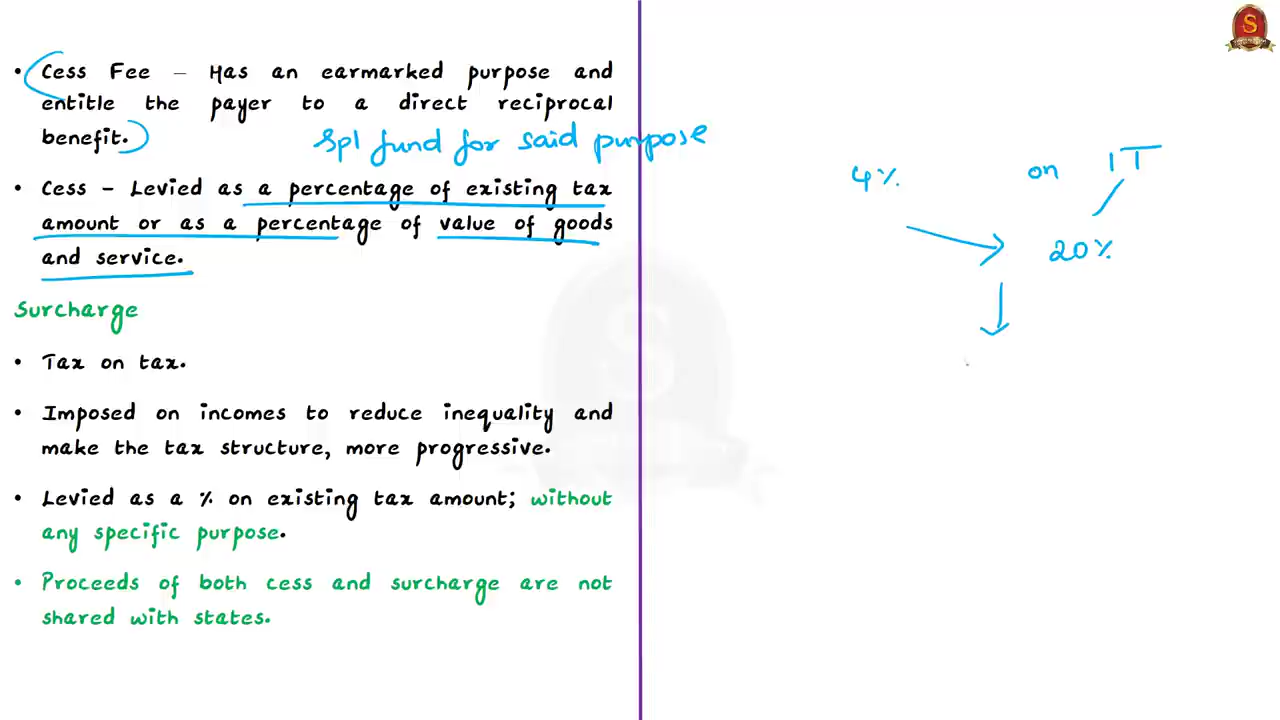 • Cess Fee – Has an earmarked purpose and
entitle the payer to a direct reciprocal
benefit.
Spl fund for said purpose
• Cess - Levied as a percentage of existing tax
amount or as a percentage of value of goods
and service.
Surcharge
• Tax on tax.
• Imposed on incomes to reduce inequality and
make the tax structure, more progressive.
• Levied as a % on existing tax amount; without
any specific purpose.
• Proceeds of both cess and surcharge are not
shared with states.
4% on IT
20%
S